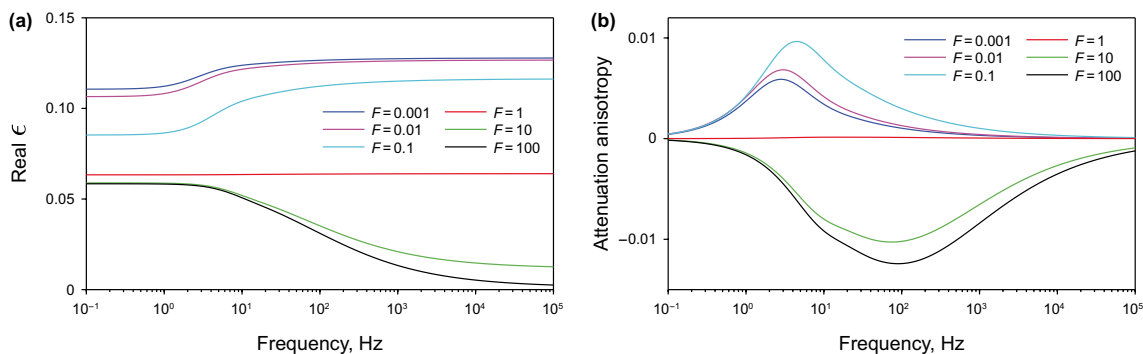 (a)
0.15
0.10
0.05
0
Real ϵ
F = 0.001
F = 0.01
F = 0.1
F = 1
F = 10
F = 100
10⁻¹ 10⁰ 10¹ 10² 10³ 10⁴ 10⁵
Frequency, Hz
(b)
0.01
0
−0.01
Attenuation anisotropy
F = 0.001
F = 0.01
F = 0.1
F = 1
F = 10
F = 100
10⁻¹ 10⁰ 10¹ 10² 10³ 10⁴ 10⁵
Frequency, Hz